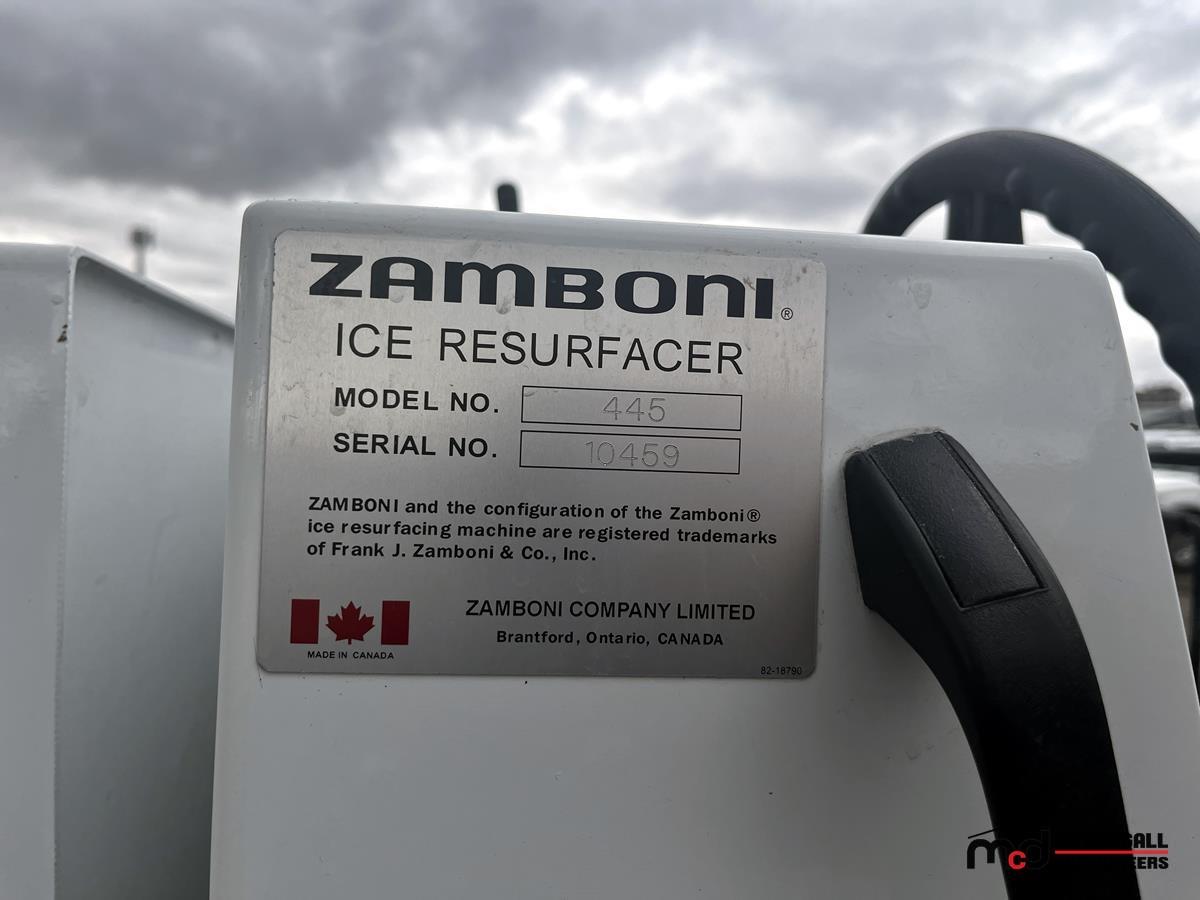 ZAMBONI®
ICE RESURFACER
MODEL NO. 445
SERIAL NO. 10459
ZAMBONI and the configuration of the Zamboni®
ice resurfacing machine are registered trademarks
of Frank J. Zamboni & Co., Inc.
MADE IN CANADA
ZAMBONI COMPANY LIMITED
Brantford, Ontario, CANADA
82-18790
mcd